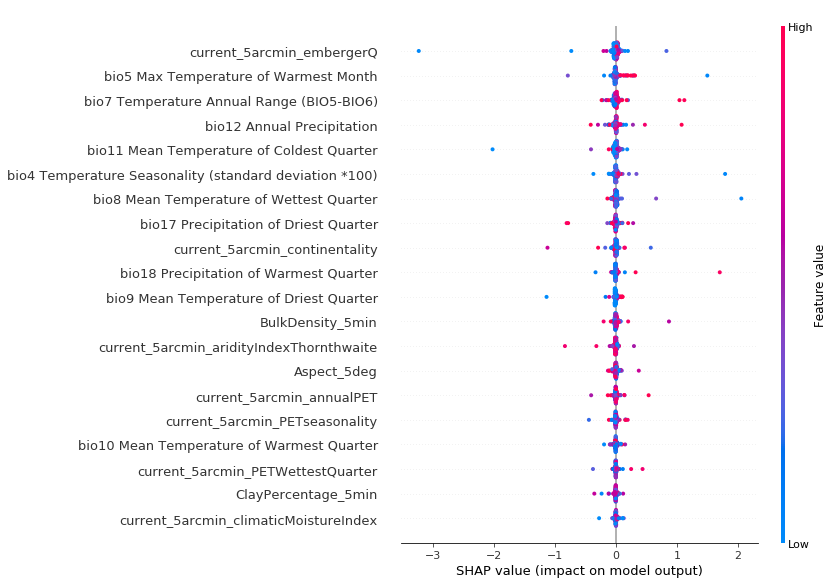 High
current_5arcmin_embergerQ
bio5 Max Temperature of Warmest Month
bio7 Temperature Annual Range (BIO5-BIO6)
bio12 Annual Precipitation
bio11 Mean Temperature of Coldest Quarter
bio4 Temperature Seasonality (standard deviation *100)
bio8 Mean Temperature of Wettest Quarter
bio17 Precipitation of Driest Quarter
current_5arcmin_continentality
bio18 Precipitation of Warmest Quarter
bio9 Mean Temperature of Driest Quarter
BulkDensity_5min
current_5arcmin_aridityIndexThornthwaite
Aspect_5deg
current_5arcmin_annualPET
current_5arcmin_PETseasonality
bio10 Mean Temperature of Warmest Quarter
current_5arcmin_PETWettestQuarter
ClayPercentage_5min
current_5arcmin_climaticMoistureIndex
Feature value
Low
−3 −2 −1 0 1 2
SHAP value (impact on model output)